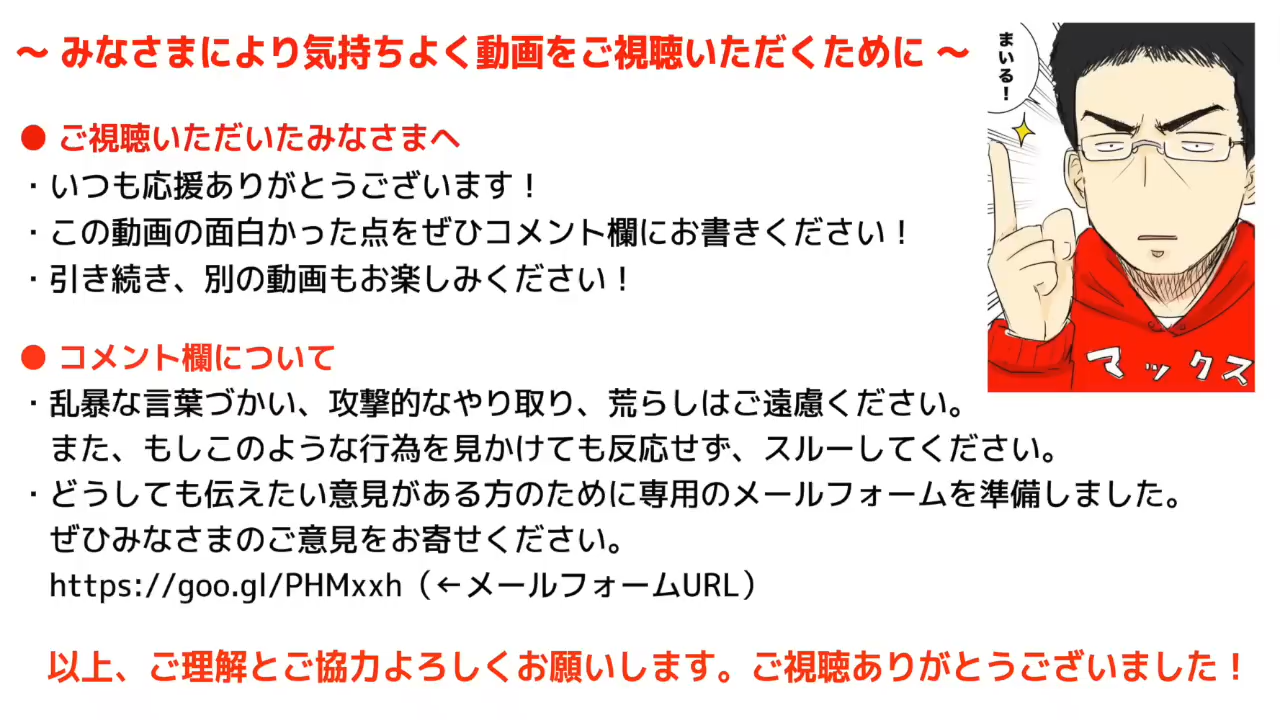 ～ みなさまにより気持ちよく動画をご視聴いただくために ～
まいる！
● ご視聴いただいたみなさまへ
・いつも応援ありがとうございます！
・この動画の面白かった点をぜひコメント欄にお書きください！
・引き続き、別の動画もお楽しみください！
マックス
● コメント欄について
・乱暴な言葉づかい、攻撃的なやり取り、荒らしはご遠慮ください。
また、もしこのような行為を見かけても反応せず、スルーしてください。
・どうしても伝えたい意見がある方のために専用のメールフォームを準備しました。
ぜひみなさまのご意見をお寄せください。
https://goo.gl/PHMxxh（←メールフォームURL）
以上、ご理解とご協力よろしくお願いします。ご視聴ありがとうございました！